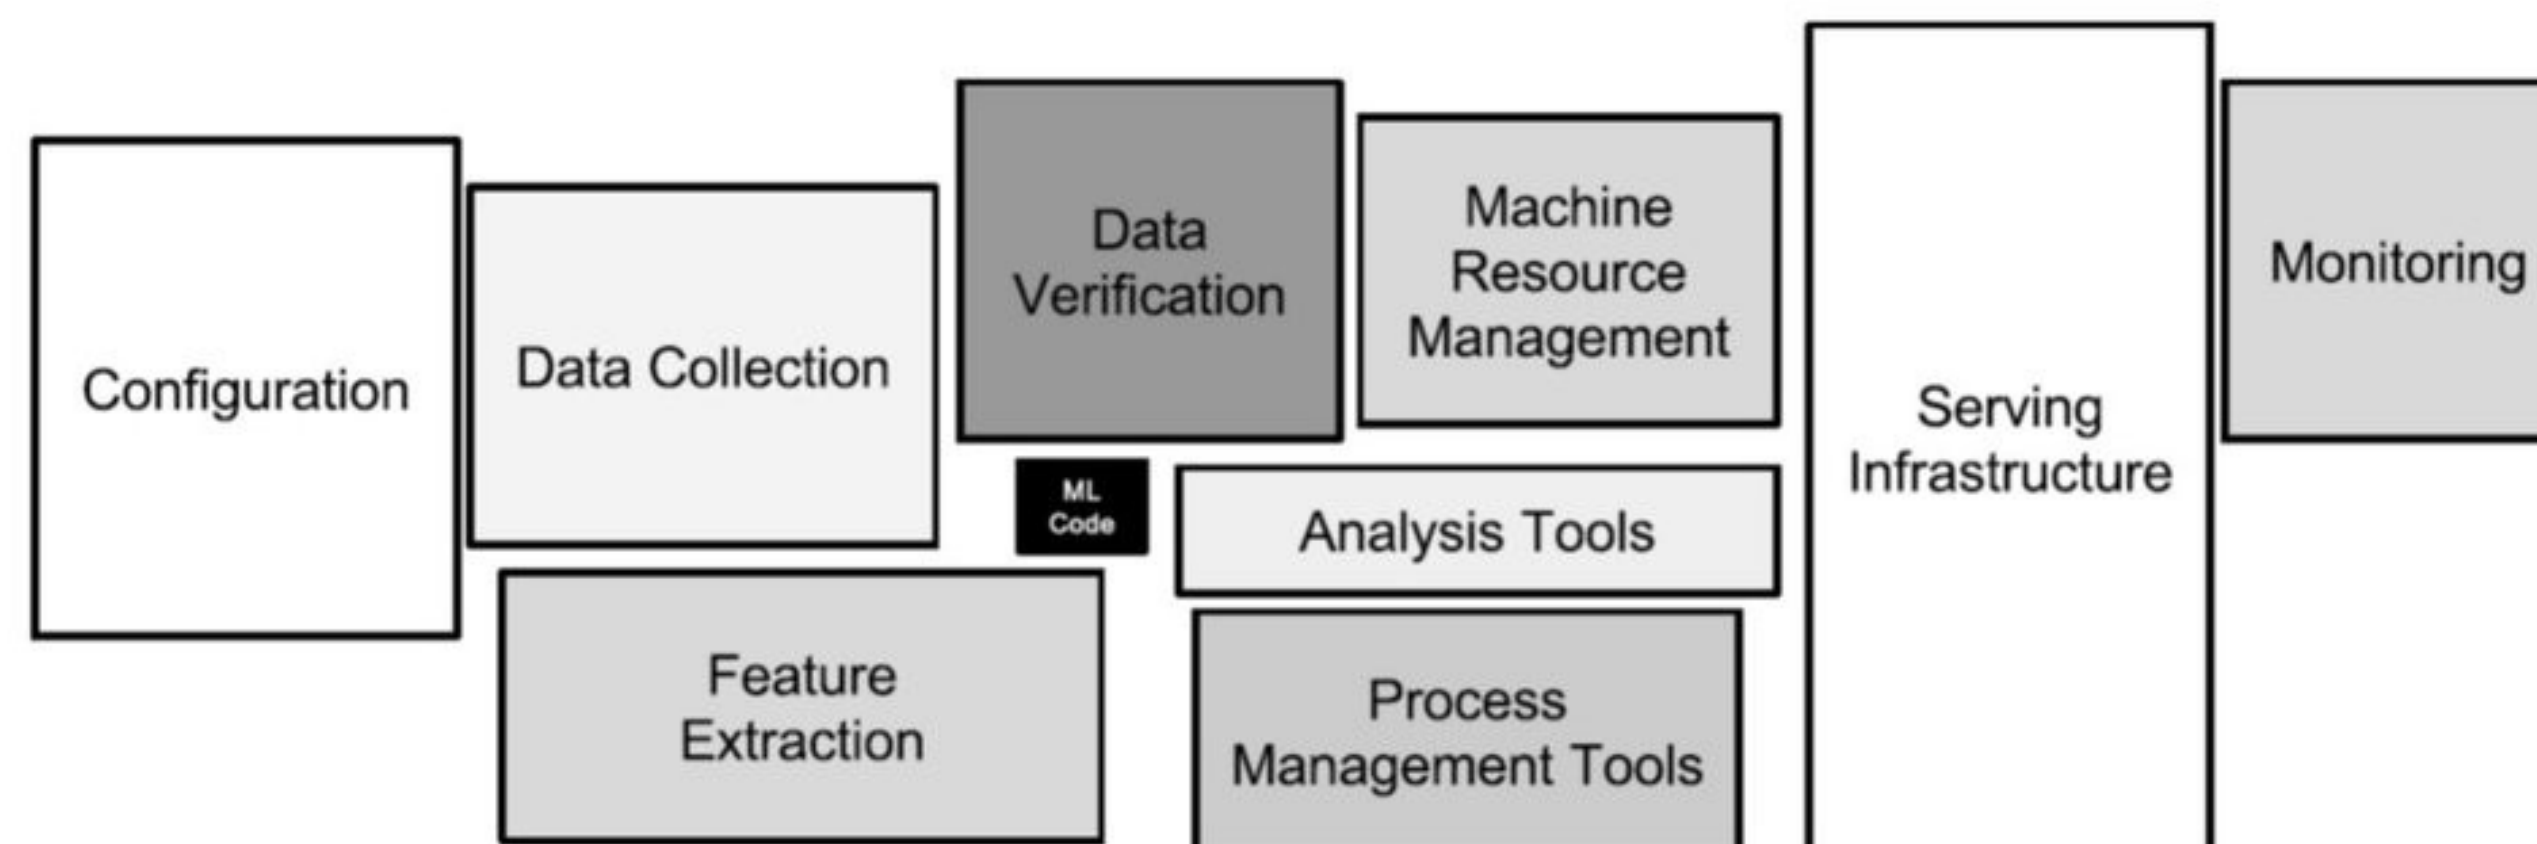 Configuration
Data Collection
Data
Verification
Machine
Resource
Management
Serving
Infrastructure
Monitoring
ML
Code
Analysis Tools
Feature
Extraction
Process
Management Tools